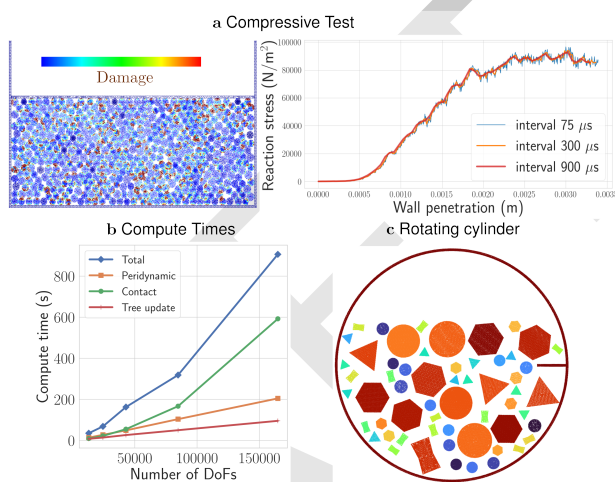 a Compressive Test
Damage
Reaction stress (N/m²)
100000
80000
60000
40000
20000
0
interval 75 μs
interval 300 μs
interval 900 μs
0.0000 0.0005 0.0010 0.0015 0.0020 0.0025 0.0030 0.003
Wall penetration (m)
b Compute Times
Compute time (s)
800
600
400
200
0
Total
Peridynamic
Contact
Tree update
50000 100000 150000
Number of DoFs
c Rotating cylinder